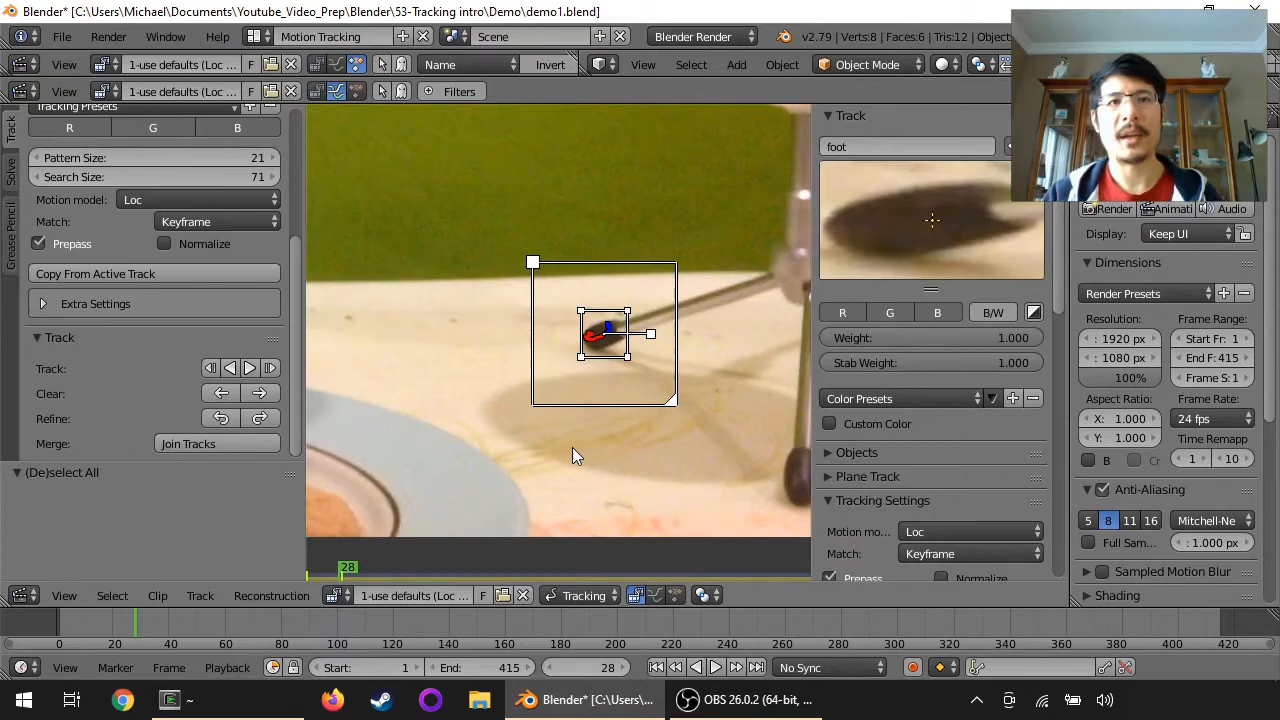 Blender* [C:\Users\Michael\Documents\Youtube_Video_Prep\Blender\53-Tracking intro\Demo\demo1.blend]
File Render Window Help Motion Tracking Scene Blender Render v2.79 | Verts:8 | Faces:6 | Tris:12 | Object
View 1-use defaults (Loc ... F Name Invert View Select Add Object Object Mode
View 1-use defaults (Loc ... F Filters
Track
Solve
Grease Pencil
Tracking Presets
R G B
Pattern Size: 21
Search Size: 71
Motion model: Loc
Match: Keyframe
Prepass Normalize
Copy From Active Track
Extra Settings
Track
Track:
Clear:
Refine:
Merge: Join Tracks
(De)select All
28
Track
foot
R G B B/W
Weight: 1.000
Stab Weight: 1.000
Color Presets
Custom Color
Objects
Plane Track
Tracking Settings
Motion mo... Loc
Match: Keyframe
Prepass Normalize
Render Animati Audio
Display: Keep UI
Dimensions
Render Presets
Resolution: Frame Range:
: 1920 px Start Fr: 1
: 1080 px End F: 415
100% Frame S: 1
Aspect Ratio: Frame Rate:
X: 1.000 24 fps
Y: 1.000 Time Remapp
B Cr 1 10
Anti-Aliasing
5 8 11 16 Mitchell-Ne
Full Sam... : 1.000 px
Sampled Motion Blur
Shading
View Select Clip Track Reconstruction 1-use defaults (Loc ... F Tracking
0 20 40 60 80 100 120 140 160 180 200 220 240 260 280 300 320 340 360 380 400 420 440
View Marker Frame Playback Start: 1 End: 415 28 No Sync
~ Blender* [C:\Users\... OBS 26.0.2 (64-bit, ...